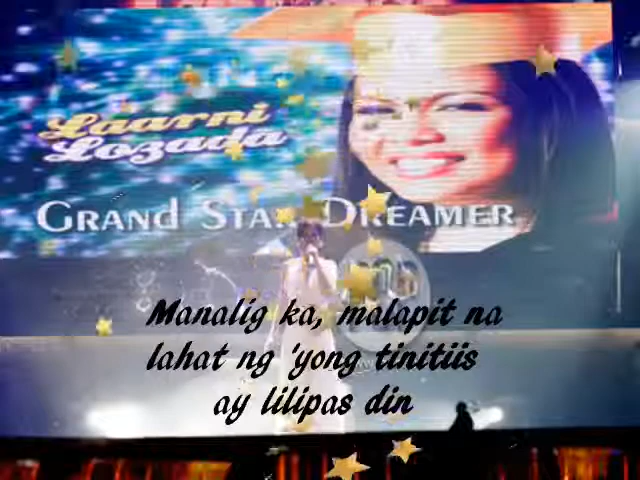 Laarni
Lozada
GRAND STAR DREAMER
Manalig ka, malapit na
lahat ng 'yong tinitiis
ay lilipas din